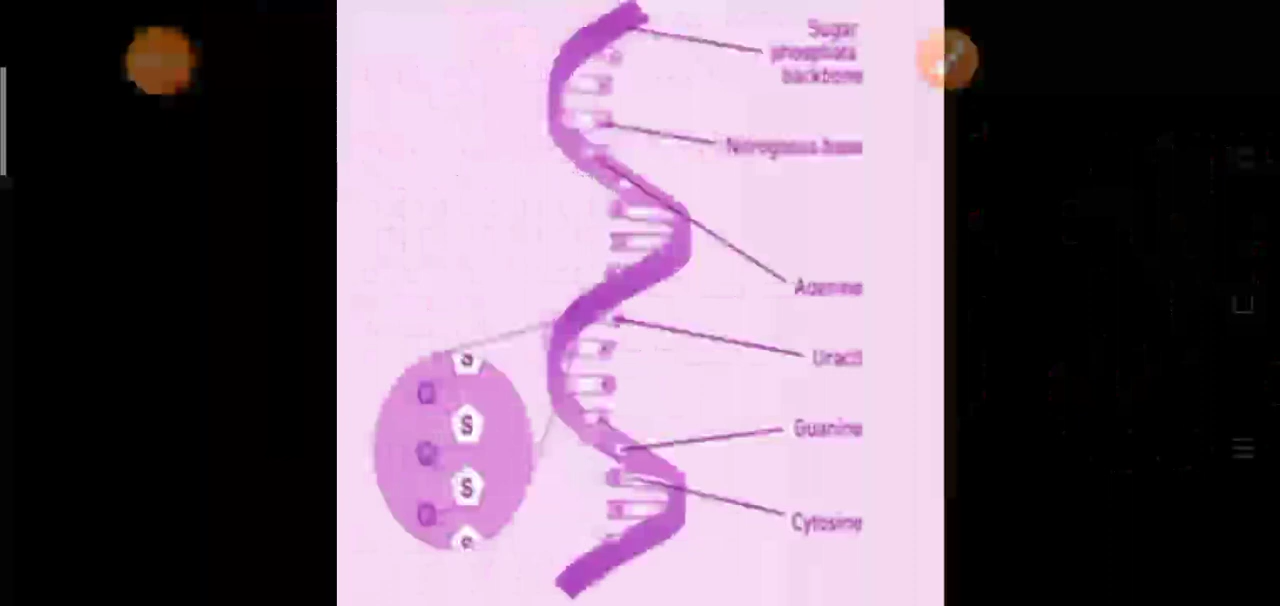 Sugar
phosphate
backbone
Nitrogenous base
Adenine
Uracil
Guanine
Cytosine
S
S
S
S